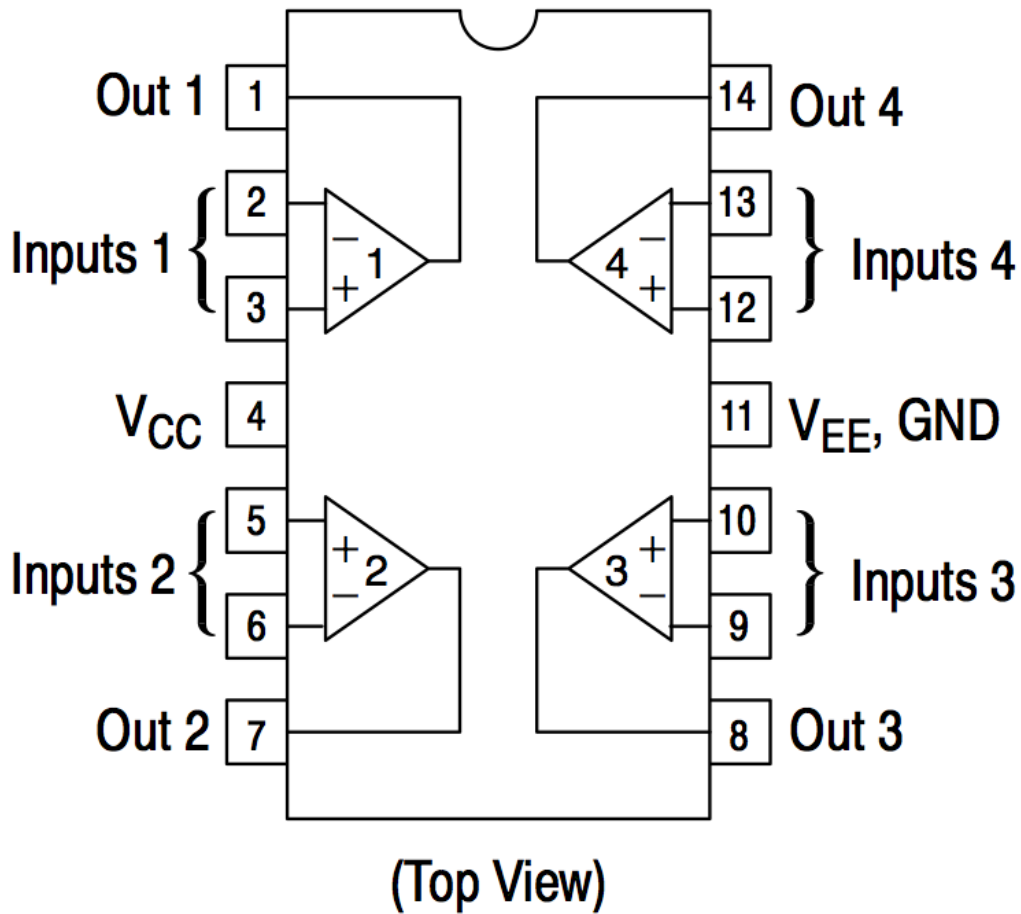 Out 1 1 14 Out 4
2 13
Inputs 1 − 1 + 4 − + Inputs 4
3 12
VCC 4 11 VEE, GND
5 10
Inputs 2 + 2 − 3 + − Inputs 3
6 9
Out 2 7 8 Out 3
(Top View)